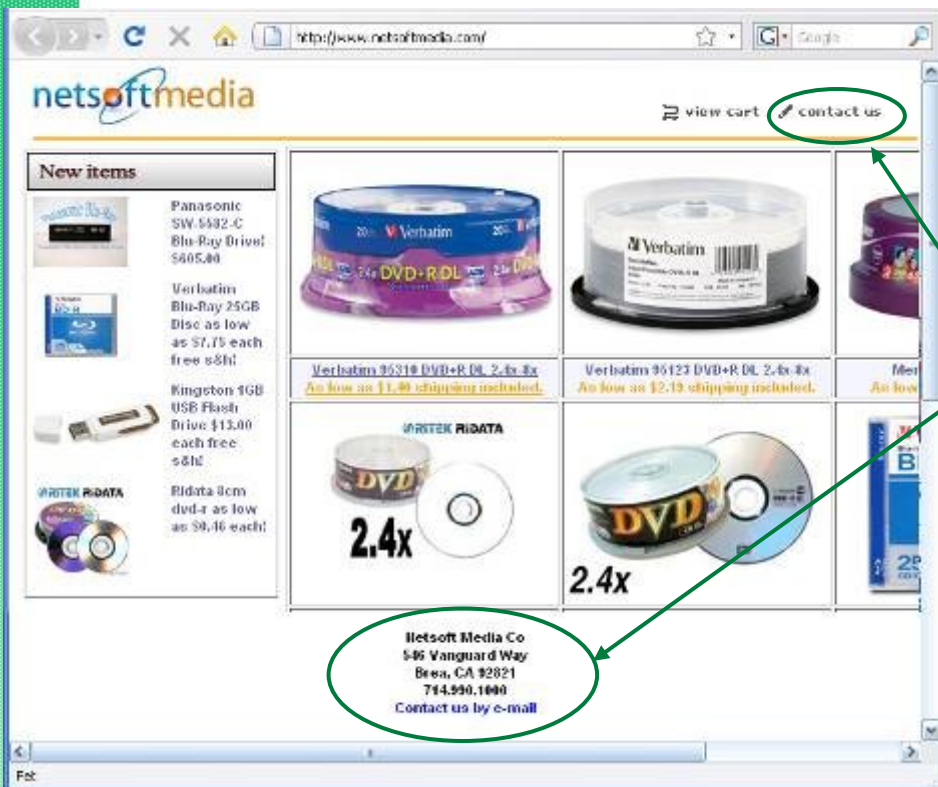 http://www.netsoftmedia.com/
Google
netsoftmedia
view cart
contact us
New items
Panasonic
SW-5582-C
Blu-Ray Drive!
$605.00
Verbatim
Blu-Ray 25GB
Disc as low
as $7.75 each
free s&h!
Kingston 1GB
USB Flash
Drive $13.00
each free
s&h!
Ridata 8cm
dvd-r as low
as $0.46 each!
Verbatim
DVD+R DL
2.4x
Verbatim
Verbatim 95310 DVD+R DL 2.4x-8x
As low as $1.40 shipping included.
Verbatim 95123 DVD+R DL 2.4x-8x
As low as $2.19 shipping included.
As low
RITEK RiDATA
DVD
2.4x
DVD
2.4x
RITEK RiDATA
Netsoft Media Co
546 Vanguard Way
Brea, CA 92821
714.990.1000
Contact us by e-mail